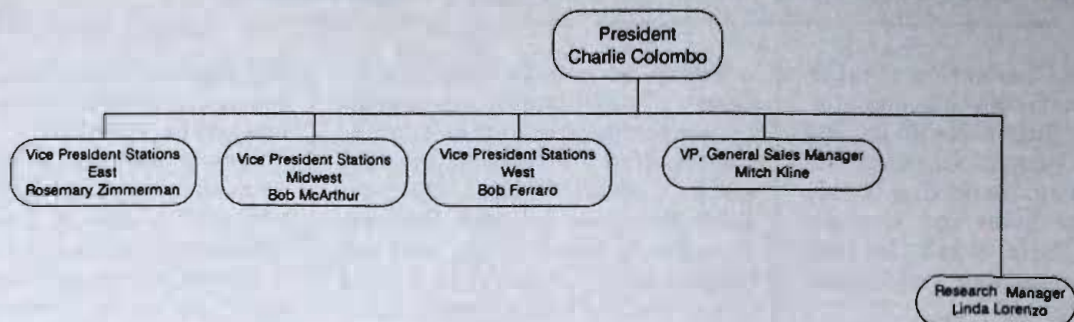 President
Charlie Colombo
Vice President Stations
East
Rosemary Zimmerman
Vice President Stations
Midwest
Bob McArthur
Vice President Stations
West
Bob Ferraro
VP, General Sales Manager
Mitch Kline
Research Manager
Linda Lorenzo